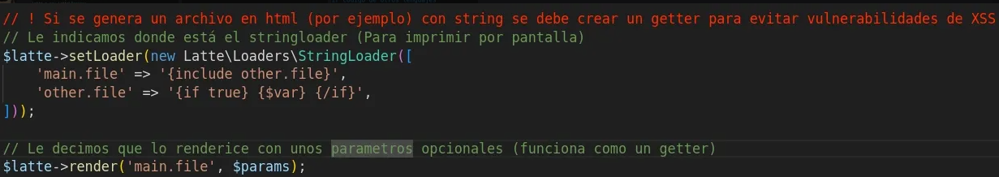 // ! Si se genera un archivo en html (por ejemplo) con string se debe crear un getter para evitar vulnerabilidades de XSS
// Le indicamos donde está el stringloader (Para imprimir por pantalla)
$latte->setLoader(new Latte\Loaders\StringLoader([
    'main.file' => '{include other.file}',
    'other.file' => '{if true} {$var} {/if}',
]));
// Le decimos que lo renderice con unos parametros opcionales (funciona como un getter)
$latte->render('main.file', $params);